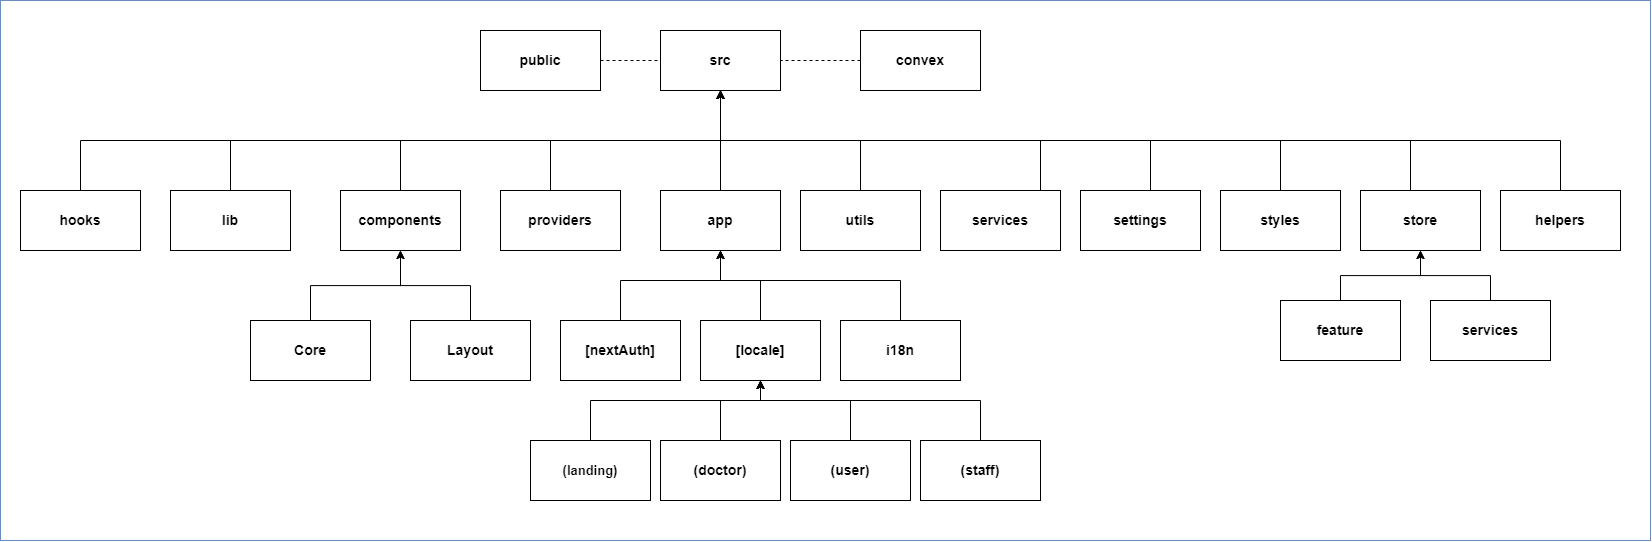 public
src
convex
hooks
lib
components
providers
app
utils
services
settings
styles
store
helpers
feature
services
Core
Layout
[nextAuth]
[locale]
i18n
(landing)
(doctor)
(user)
(staff)